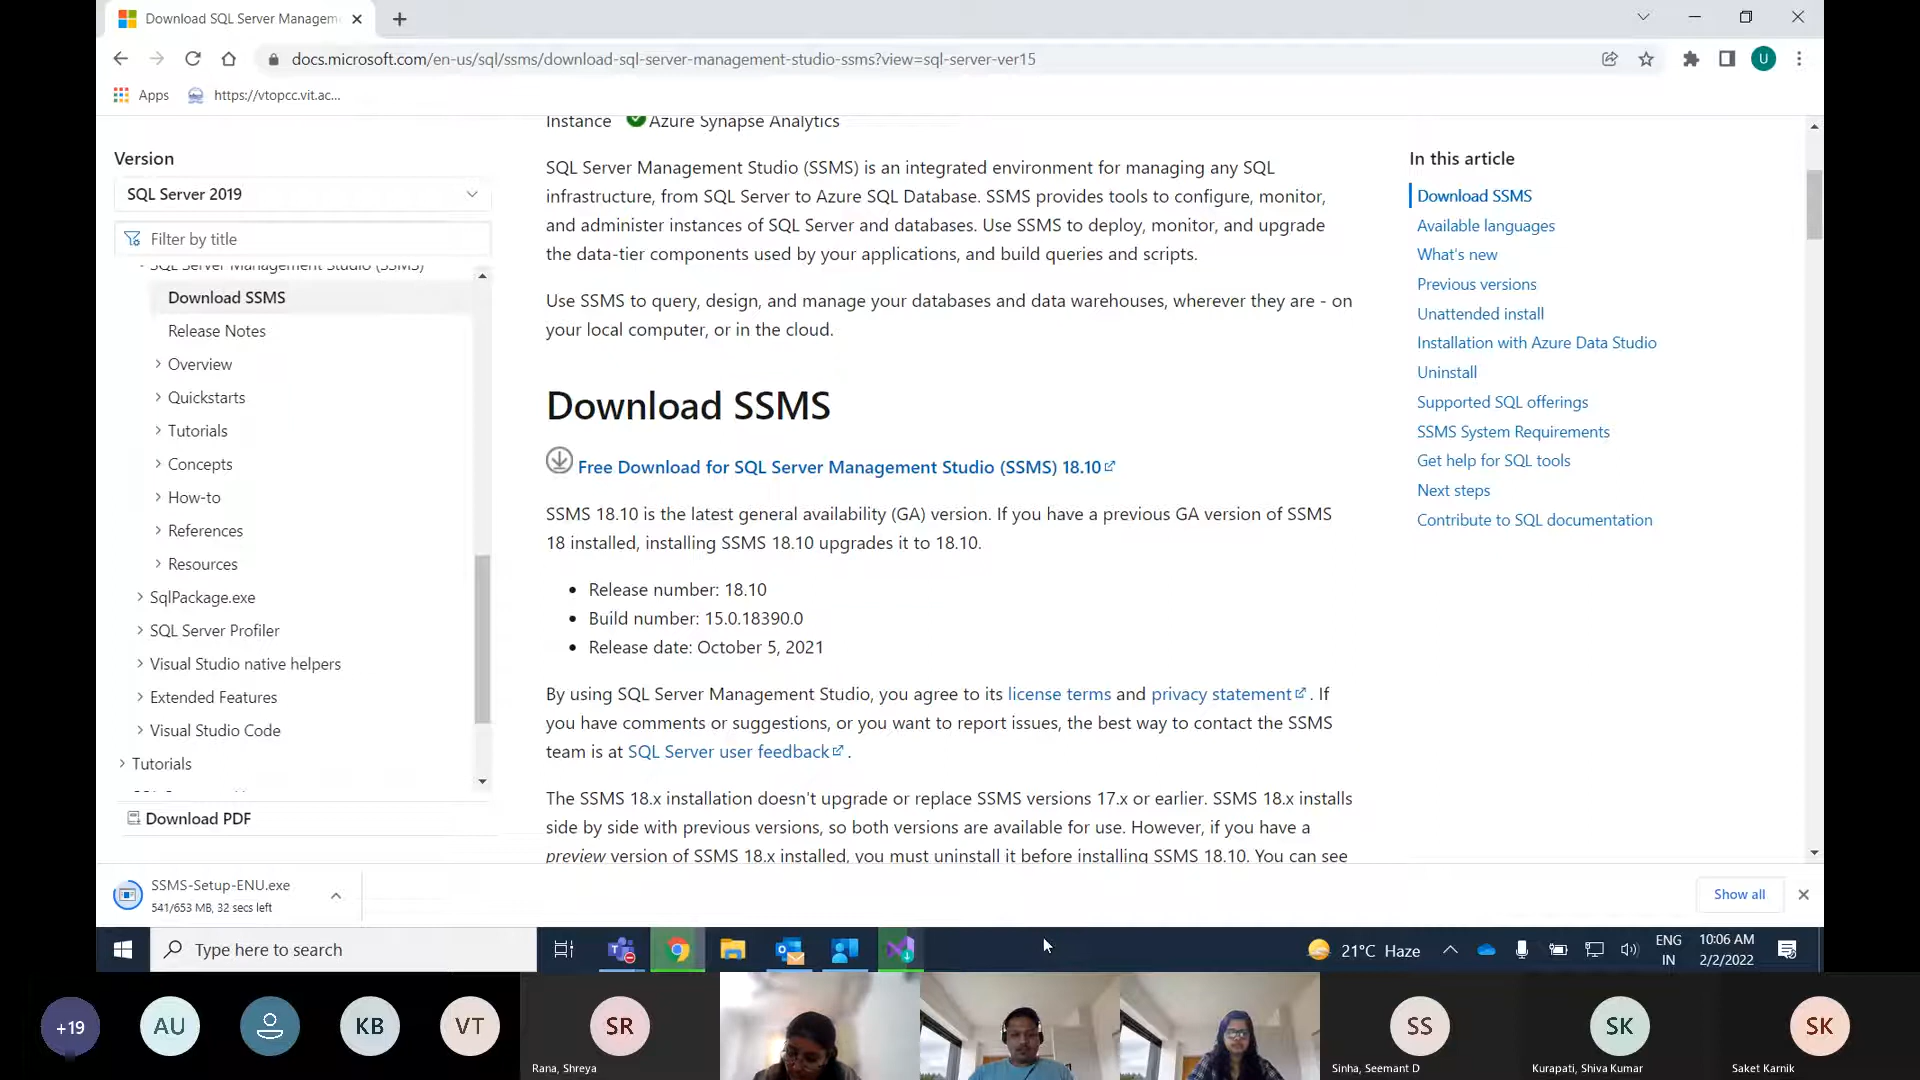 Download SQL Server Managem
docs.microsoft.com/en-us/sql/ssms/download-sql-server-management-studio-ssms?view=sql-server-ver15
U
Apps
https://vtopcc.vit.ac...
Version
SQL Server 2019
Filter by title
SQL Server Management Studio (SSMS)
Download SSMS
Release Notes
Overview
Quickstarts
Tutorials
Concepts
How-to
References
Resources
SqlPackage.exe
SQL Server Profiler
Visual Studio native helpers
Extended Features
Visual Studio Code
Tutorials
Download PDF
Instance Azure Synapse Analytics
SQL Server Management Studio (SSMS) is an integrated environment for managing any SQL
infrastructure, from SQL Server to Azure SQL Database. SSMS provides tools to configure, monitor,
and administer instances of SQL Server and databases. Use SSMS to deploy, monitor, and upgrade
the data-tier components used by your applications, and build queries and scripts.
Use SSMS to query, design, and manage your databases and data warehouses, wherever they are - on
your local computer, or in the cloud.
Download SSMS
Free Download for SQL Server Management Studio (SSMS) 18.10
SSMS 18.10 is the latest general availability (GA) version. If you have a previous GA version of SSMS
18 installed, installing SSMS 18.10 upgrades it to 18.10.
• Release number: 18.10
• Build number: 15.0.18390.0
• Release date: October 5, 2021
By using SQL Server Management Studio, you agree to its license terms and privacy statement . If
you have comments or suggestions, or you want to report issues, the best way to contact the SSMS
team is at SQL Server user feedback .
The SSMS 18.x installation doesn't upgrade or replace SSMS versions 17.x or earlier. SSMS 18.x installs
side by side with previous versions, so both versions are available for use. However, if you have a
preview version of SSMS 18.x installed, you must uninstall it before installing SSMS 18.10. You can see
In this article
Download SSMS
Available languages
What's new
Previous versions
Unattended install
Installation with Azure Data Studio
Uninstall
Supported SQL offerings
SSMS System Requirements
Get help for SQL tools
Next steps
Contribute to SQL documentation
SSMS-Setup-ENU.exe
541/653 MB, 32 secs left
Show all
Type here to search
21°C Haze
ENG
IN
10:06 AM
2/2/2022
+19
AU
KB
VT
SR
Rana, Shreya
SS
Sinha, Seemant D
SK
Kurapati, Shiva Kumar
SK
Saket Karnik